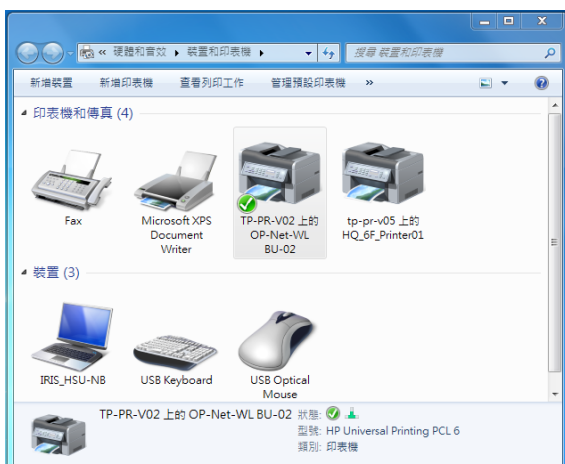 « 硬體和音效 ▸ 裝置和印表機 ▸
搜尋 裝置和印表機
新增裝置 新增印表機 查看列印工作 管理預設印表機 »
印表機和傳真 (4)
Fax
Microsoft XPS
Document
Writer
TP-PR-V02 上的
OP-Net-WL
BU-02
tp-pr-v05 上的
HQ_6F_Printer01
裝置 (3)
IRIS_HSU-NB
USB Keyboard
USB Optical
Mouse
TP-PR-V02 上的 OP-Net-WL BU-02 狀態:
型號: HP Universal Printing PCL 6
類別: 印表機